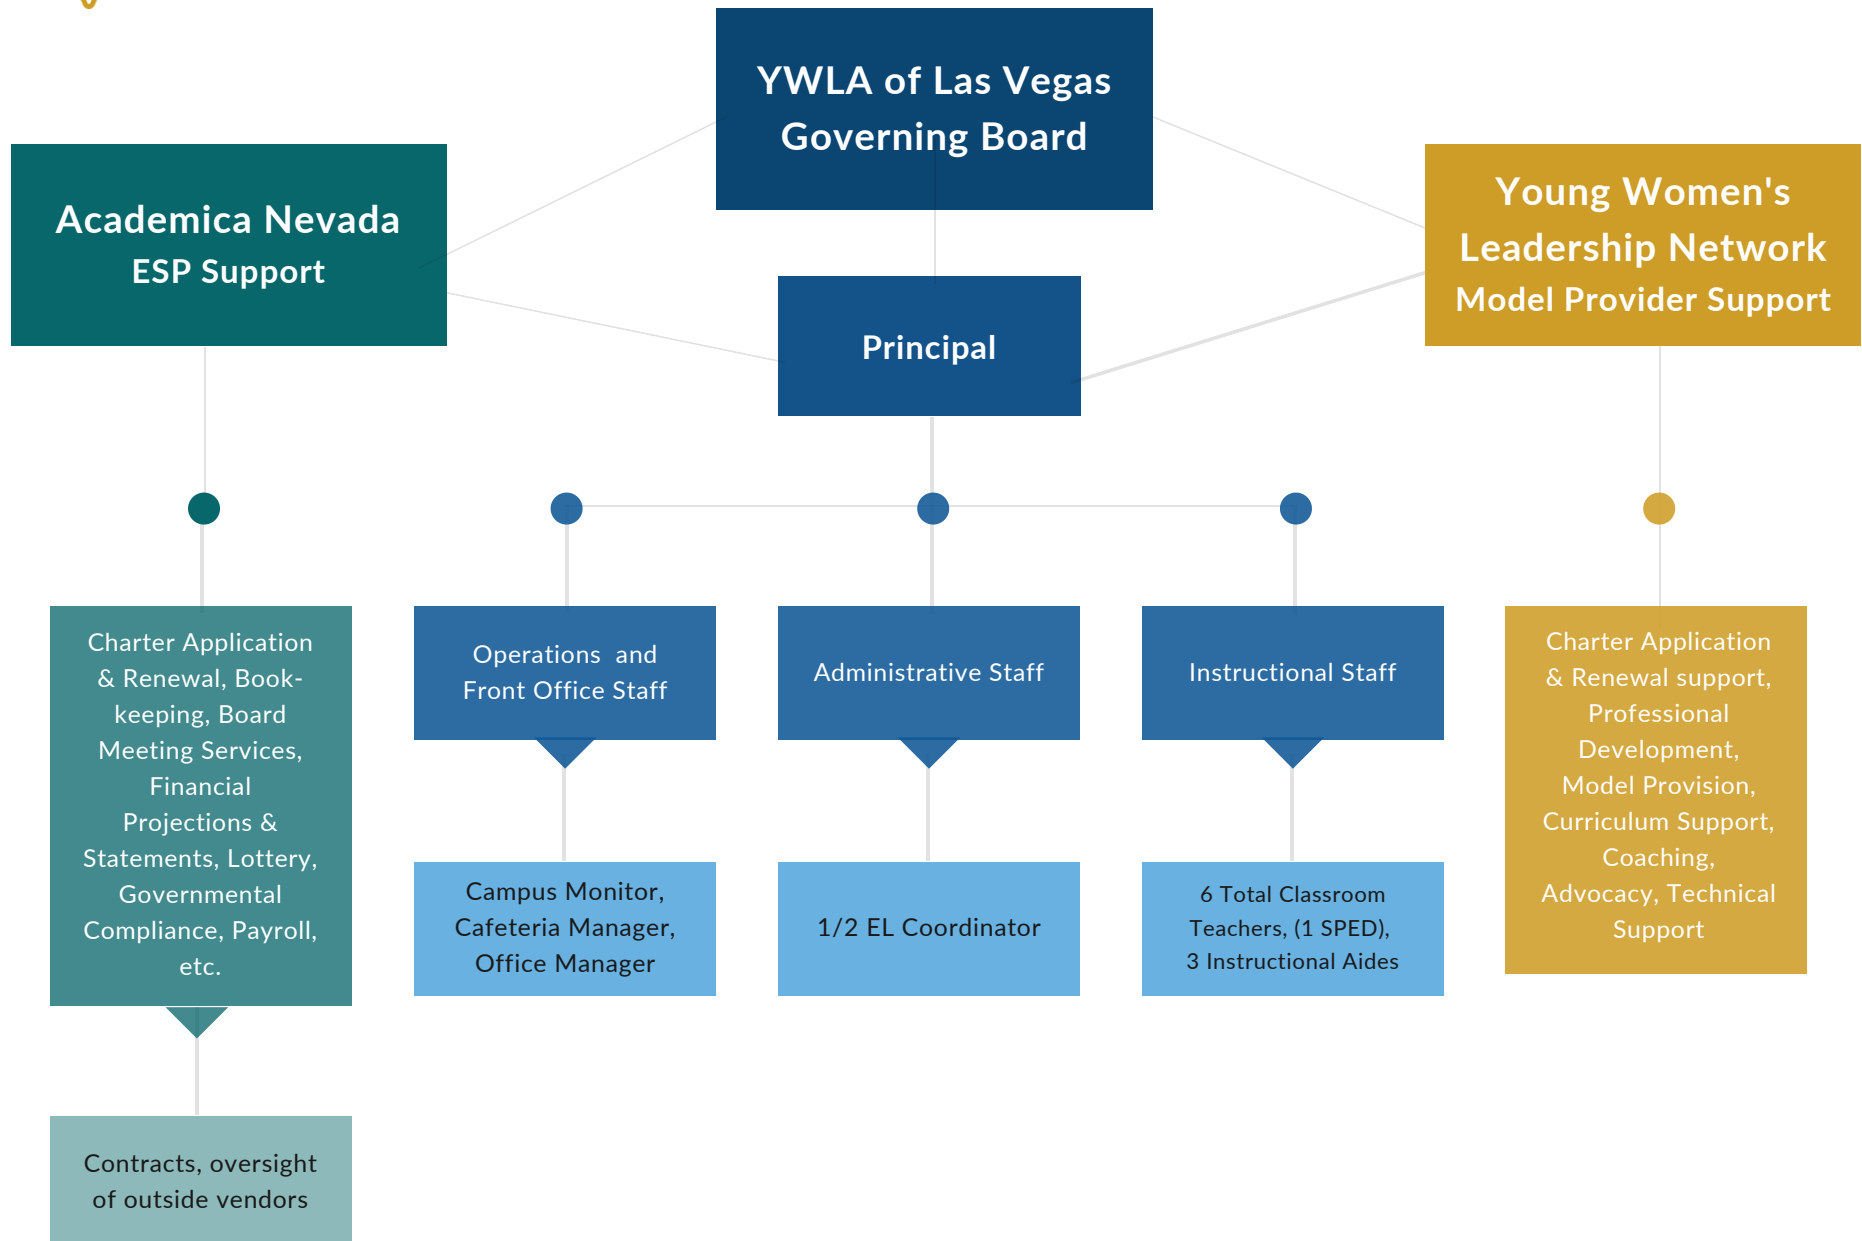 YWLA of Las Vegas
Governing Board
Academica Nevada
ESP Support
Young Women's
Leadership Network
Model Provider Support
Principal
Charter Application
& Renewal, Book-
keeping, Board
Meeting Services,
Financial
Projections &
Statements, Lottery,
Governmental
Compliance, Payroll,
etc.
Operations and
Front Office Staff
Administrative Staff
Instructional Staff
Charter Application
& Renewal support,
Professional
Development,
Model Provision,
Curriculum Support,
Coaching,
Advocacy, Technical
Support
Campus Monitor,
Cafeteria Manager,
Office Manager
1/2 EL Coordinator
6 Total Classroom
Teachers, (1 SPED),
3 Instructional Aides
Contracts, oversight
of outside vendors